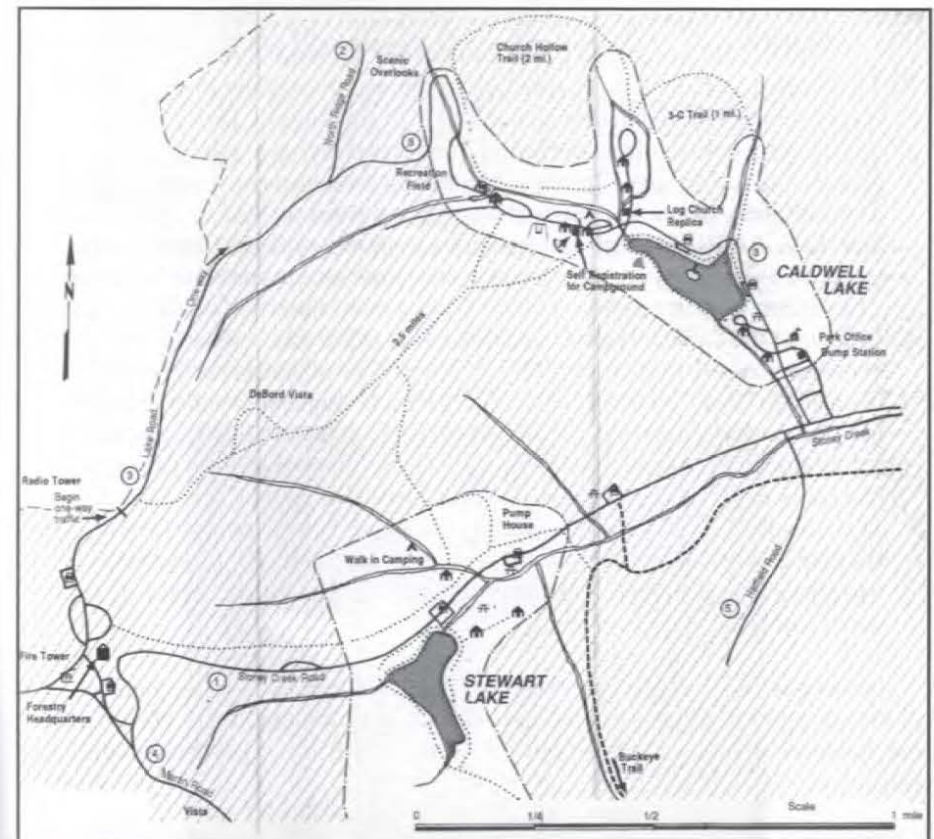 2
Scenic
Overlooks
Church Hollow
Trail (2 mi.)
North Ridge Road
3-C Trail (1 mi.)
Recreation
Field
Log Church
Replica
N
One-way
Self Registration
for Campground
CALDWELL
LAKE
Park Office
Dump Station
2.5 miles
DeBord Vista
Lake Road
Stoney Creek
3
Radio Tower
Begin
one-way
traffic
Pump
House
Walk in Camping
Hatfield Road
5
Fire Tower
1
Stoney Creek Road
STEWART
LAKE
Forestry
Headquarters
4
Martin Road
Vista
Buckeye
Trail
Scale
0
1/4
1/2
1 mile